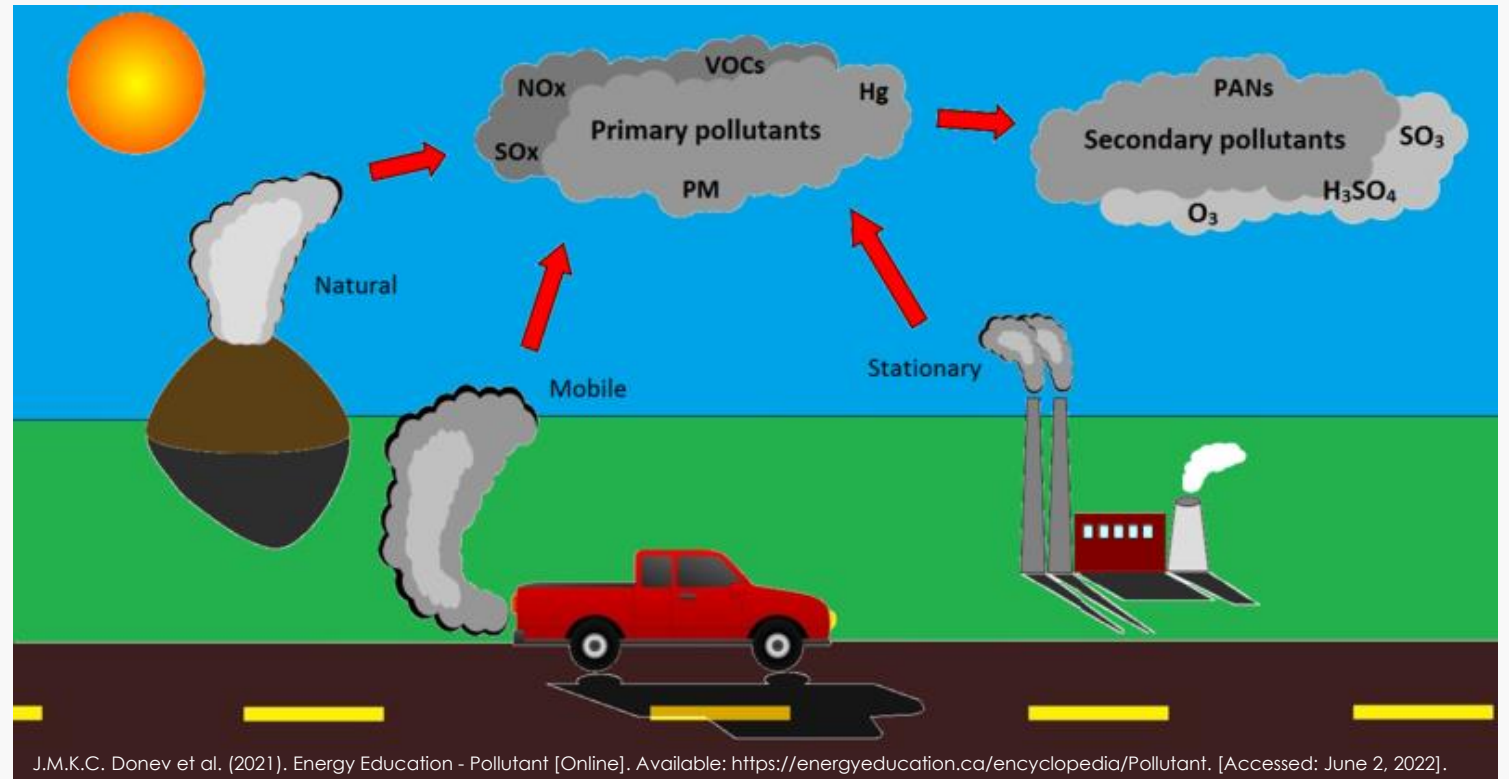 VOCs
NOx
Hg
Primary pollutants
SOx
PM
PANs
Secondary pollutants
SO₃
H₃SO₄
O₃
Natural
Mobile
Stationary
J.M.K.C. Donev et al. (2021). Energy Education - Pollutant [Online]. Available: https://energyeducation.ca/encyclopedia/Pollutant. [Accessed: June 2, 2022].